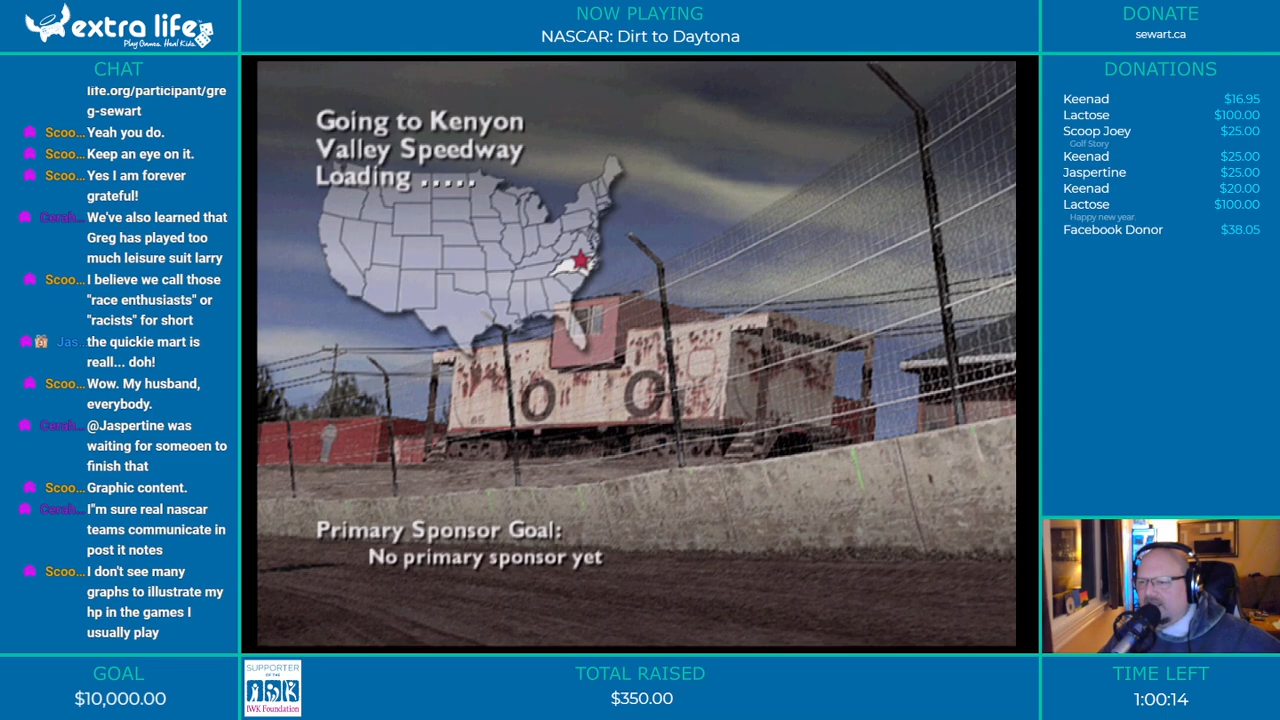 extra life
Play Games. Heal Kids.
NOW PLAYING
NASCAR: Dirt to Daytona
DONATE
sewart.ca
CHAT
life.org/participant/gre
g-sewart
Scoo... Yeah you do.
Scoo... Keep an eye on it.
Scoo... Yes I am forever
grateful!
Cerah... We've also learned that
Greg has played too
much leisure suit larry
Scoo... I believe we call those
"race enthusiasts" or
"racists" for short
Jas... the quickie mart is
reall... doh!
Scoo... Wow. My husband,
everybody.
@Jaspertine was
waiting for someoen to
finish that
Scoo... Graphic content.
I"m sure real nascar
teams communicate in
post it notes
Scoo... I don't see many
graphs to illustrate my
hp in the games I
usually play
Going to Kenyon
Valley Speedway
Loading .....
Primary Sponsor Goal:
No primary sponsor yet
DONATIONS
Keenad $16.95
Lactose $100.00
Scoop Joey $25.00
Golf Story
Keenad $25.00
Jaspertine $25.00
Keenad $20.00
Lactose $100.00
Happy new year.
Facebook Donor $38.05
GOAL
$10,000.00
SUPPORTER
OF THE
IWK Foundation
TOTAL RAISED
$350.00
TIME LEFT
1:00:14